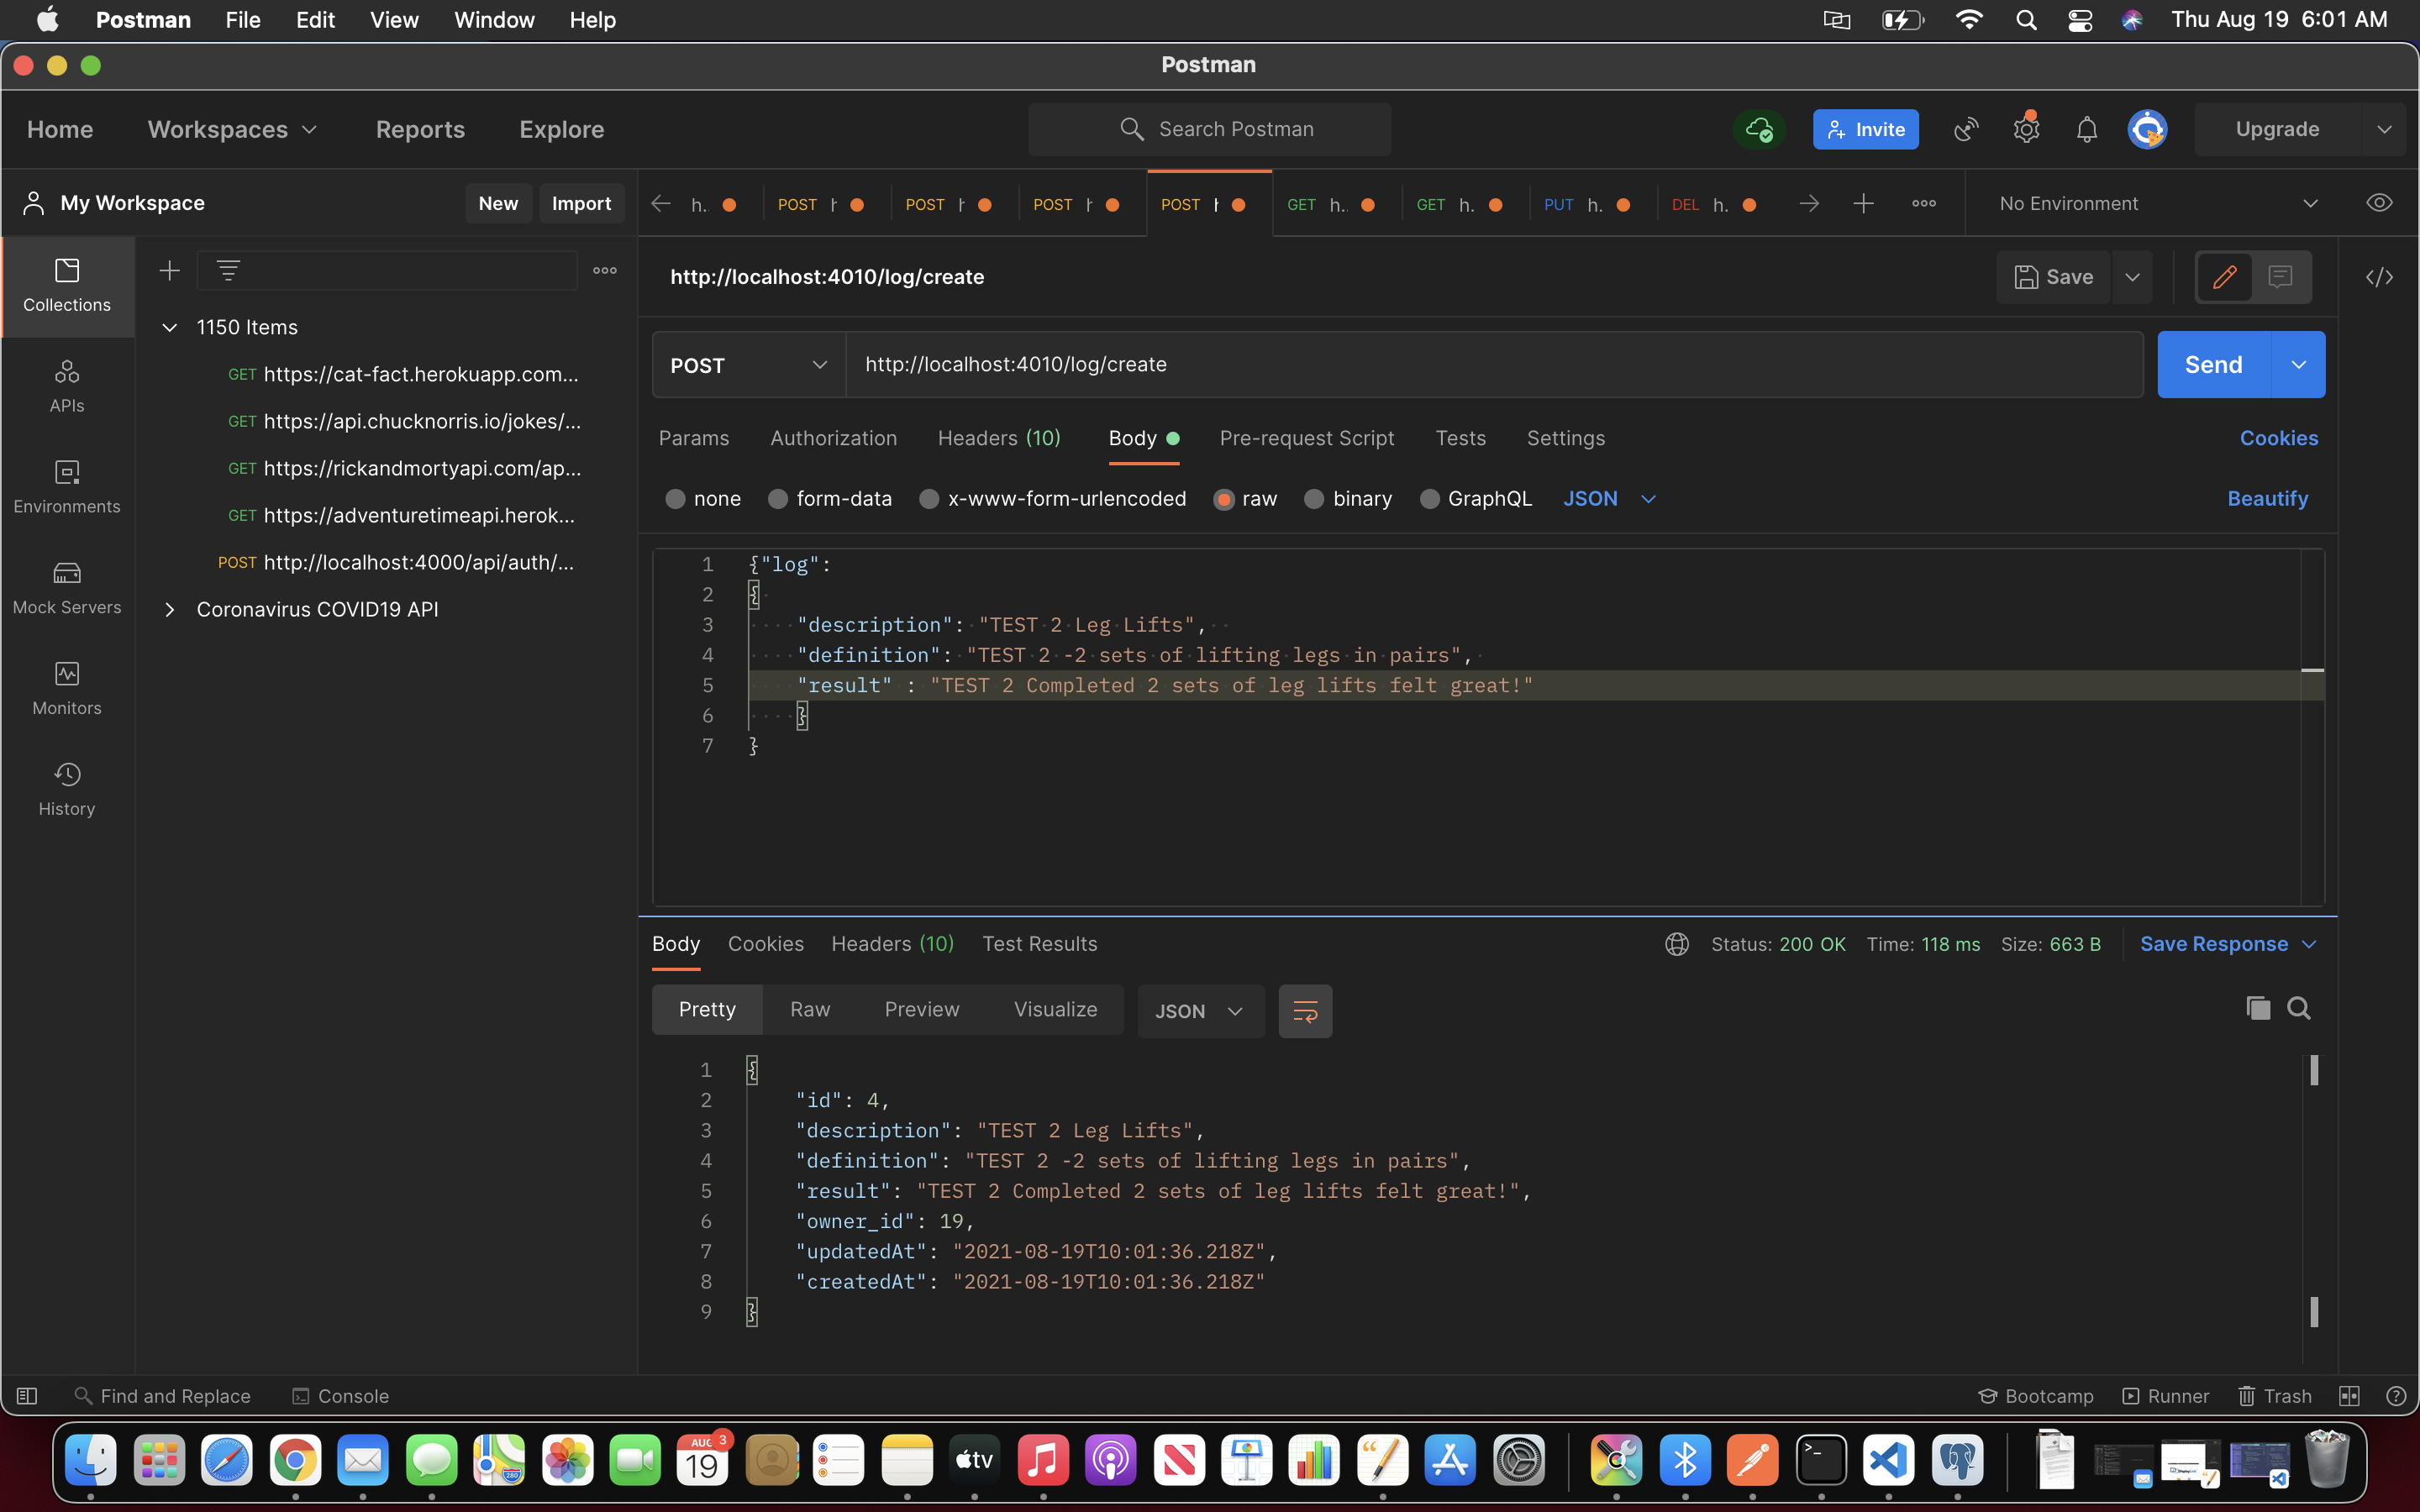 Postman File Edit View Window Help Thu Aug 19 6:01 AM
Postman
Home Workspaces Reports Explore Search Postman Invite Upgrade
My Workspace New Import h.. POST POST POST POST GET h.. GET h. PUT h. DEL h. No Environment
Collections
APIs
Environments
Mock Servers
Monitors
History
1150 Items
GET https://cat-fact.herokuapp.com...
GET https://api.chucknorris.io/jokes/...
GET https://rickandmortyapi.com/ap...
GET https://adventuretimeapi.herok...
POST http://localhost:4000/api/auth/...
Coronavirus COVID19 API
http://localhost:4010/log/create Save
POST http://localhost:4010/log/create Send
Params Authorization Headers (10) Body Pre-request Script Tests Settings Cookies
none form-data x-www-form-urlencoded raw binary GraphQL JSON Beautify
1 {"log":
2 {
3 "description": "TEST 2 Leg Lifts",
4 "definition": "TEST 2 -2 sets of lifting legs in pairs",
5 "result" : "TEST 2 Completed 2 sets of leg lifts felt great!"
6 }
7 }
Body Cookies Headers (10) Test Results Status: 200 OK Time: 118 ms Size: 663 B Save Response
Pretty Raw Preview Visualize JSON
1 {
2 "id": 4,
3 "description": "TEST 2 Leg Lifts",
4 "definition": "TEST 2 -2 sets of lifting legs in pairs",
5 "result": "TEST 2 Completed 2 sets of leg lifts felt great!",
6 "owner_id": 19,
7 "updatedAt": "2021-08-19T10:01:36.218Z",
8 "createdAt": "2021-08-19T10:01:36.218Z"
9 }
Find and Replace Console Bootcamp Runner Trash
AUG 3
19
280
tv